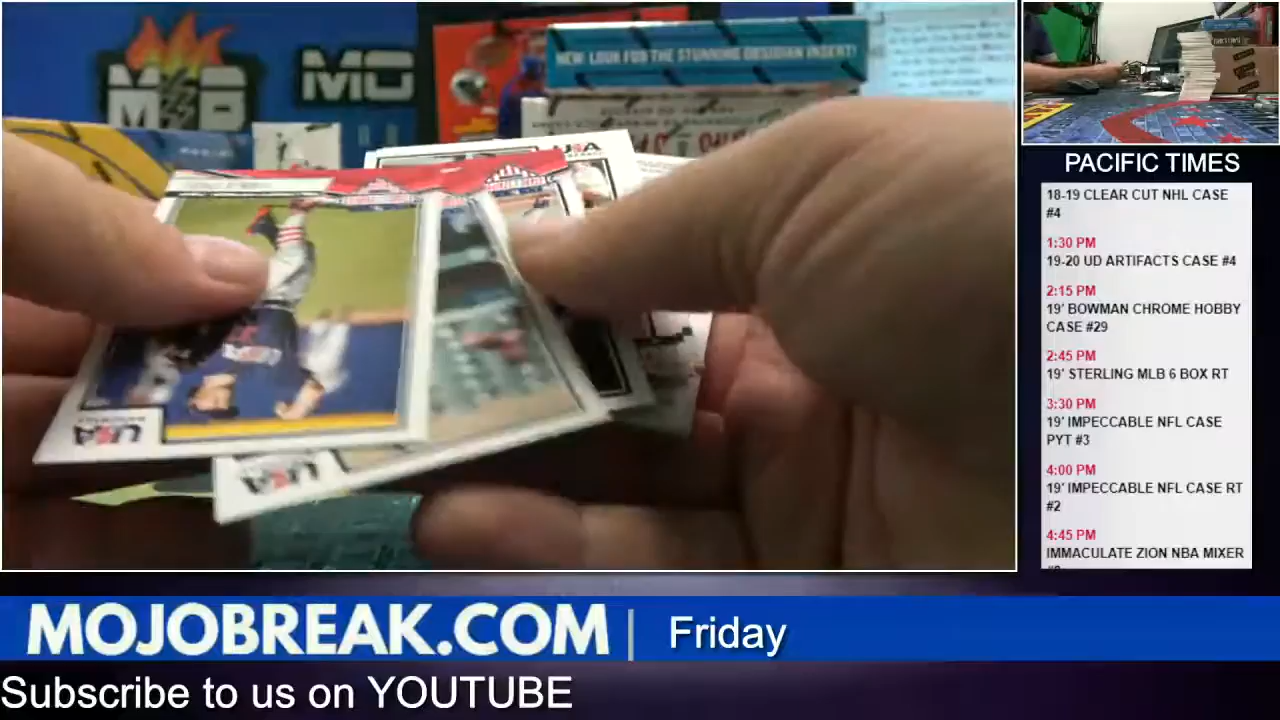 MB
MO
NEW LOOK FOR THE STUNNING OBSIDIAN INSERT!
USA
USA
USA
PACIFIC TIMES
18-19 CLEAR CUT NHL CASE
#4
1:30 PM
19-20 UD ARTIFACTS CASE #4
2:15 PM
19' BOWMAN CHROME HOBBY
CASE #29
2:45 PM
19' STERLING MLB 6 BOX RT
3:30 PM
19' IMPECCABLE NFL CASE
PYT #3
4:00 PM
19' IMPECCABLE NFL CASE RT
#2
4:45 PM
IMMACULATE ZION NBA MIXER
MOJOBREAK.COM | Friday
Subscribe to us on YOUTUBE